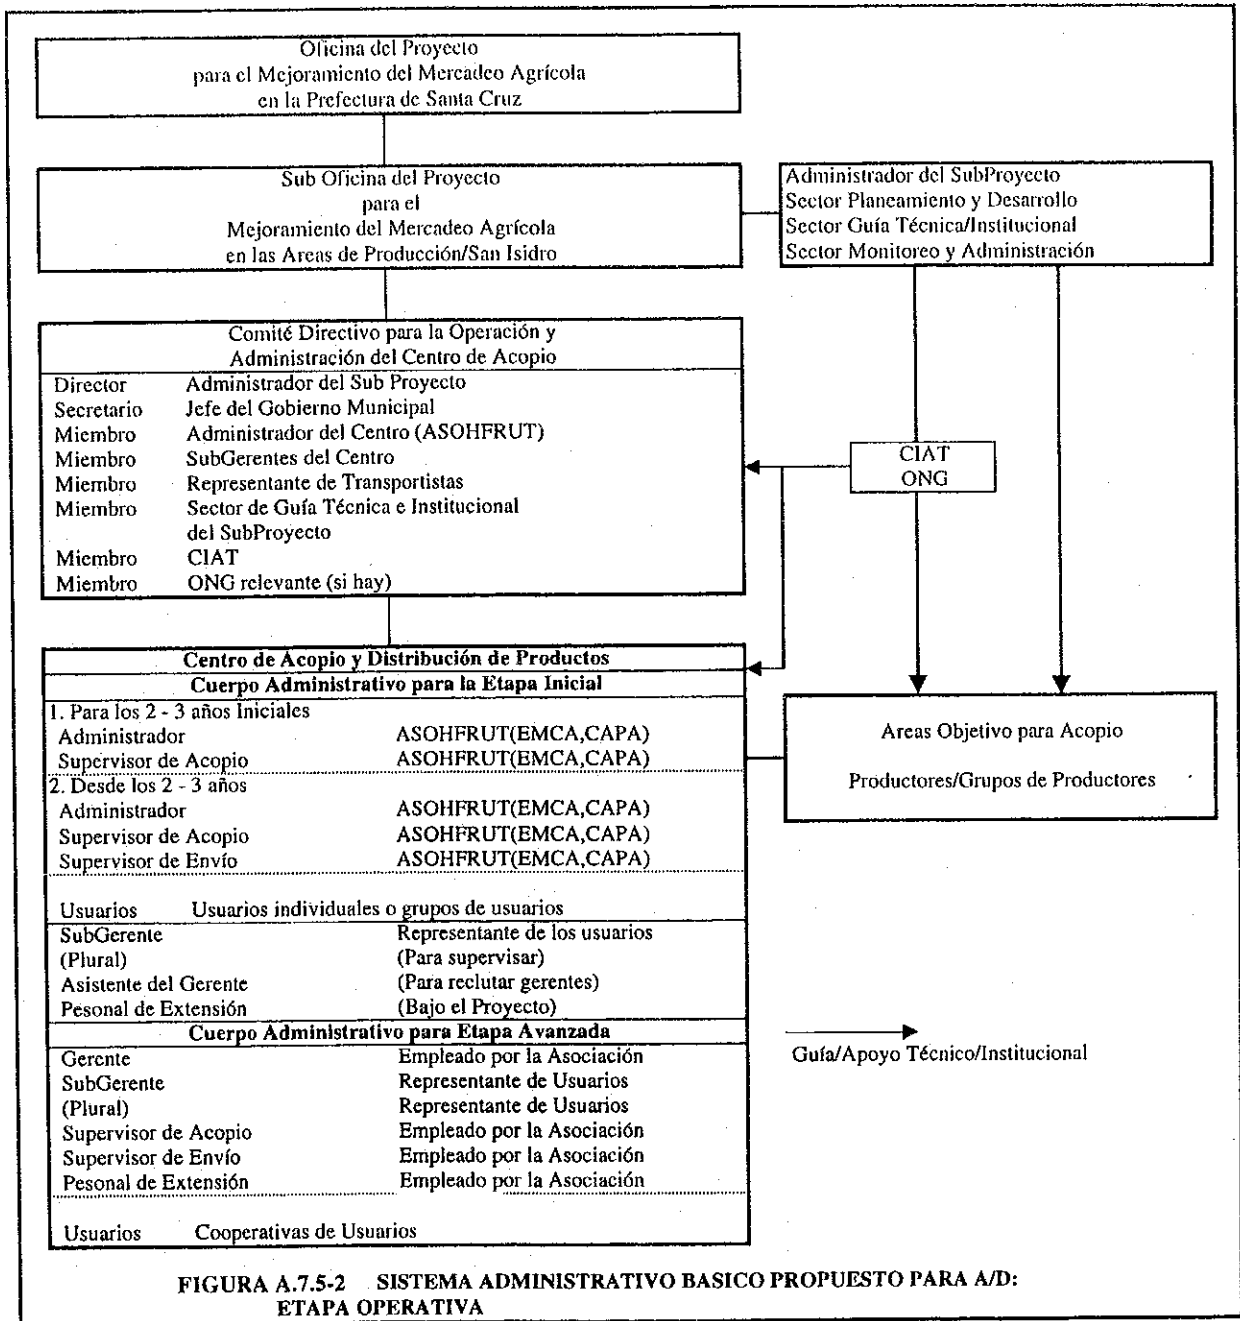 Oficina del Proyecto
para el Mejoramiento del Mercadeo Agrícola
en la Prefectura de Santa Cruz
Sub Oficina del Proyecto
para el
Mejoramiento del Mercadeo Agrícola
en las Areas de Producción/San Isidro
Administrador del SubProyecto
Sector Planeamiento y Desarrollo
Sector Guía Técnica/Institucional
Sector Monitoreo y Administración
Comité Directivo para la Operación y
Administración del Centro de Acopio
Director Administrador del Sub Proyecto
Secretario Jefe del Gobierno Municipal
Miembro Administrador del Centro (ASOHFRUT)
Miembro SubGerentes del Centro
Miembro Representante de Transportistas
Miembro Sector de Guía Técnica e Institucional
del SubProyecto
Miembro CIAT
Miembro ONG relevante (si hay)
CIAT
ONG
Centro de Acopio y Distribución de Productos
Cuerpo Administrativo para la Etapa Inicial
1. Para los 2 - 3 años Iniciales
Administrador ASOHFRUT(EMCA,CAPA)
Supervisor de Acopio ASOHFRUT(EMCA,CAPA)
2. Desde los 2 - 3 años
Administrador ASOHFRUT(EMCA,CAPA)
Supervisor de Acopio ASOHFRUT(EMCA,CAPA)
Supervisor de Envío ASOHFRUT(EMCA,CAPA)
Usuarios Usuarios individuales o grupos de usuarios
SubGerente Representante de los usuarios
(Plural) (Para supervisar)
Asistente del Gerente (Para reclutar gerentes)
Pesonal de Extensión (Bajo el Proyecto)
Cuerpo Administrativo para Etapa Avanzada
Gerente Empleado por la Asociación
SubGerente Representante de Usuarios
(Plural) Representante de Usuarios
Supervisor de Acopio Empleado por la Asociación
Supervisor de Envío Empleado por la Asociación
Pesonal de Extensión Empleado por la Asociación
Usuarios Cooperativas de Usuarios
Areas Objetivo para Acopio
Productores/Grupos de Productores
Guía/Apoyo Técnico/Institucional
FIGURA A.7.5-2 SISTEMA ADMINISTRATIVO BASICO PROPUESTO PARA A/D:
ETAPA OPERATIVA